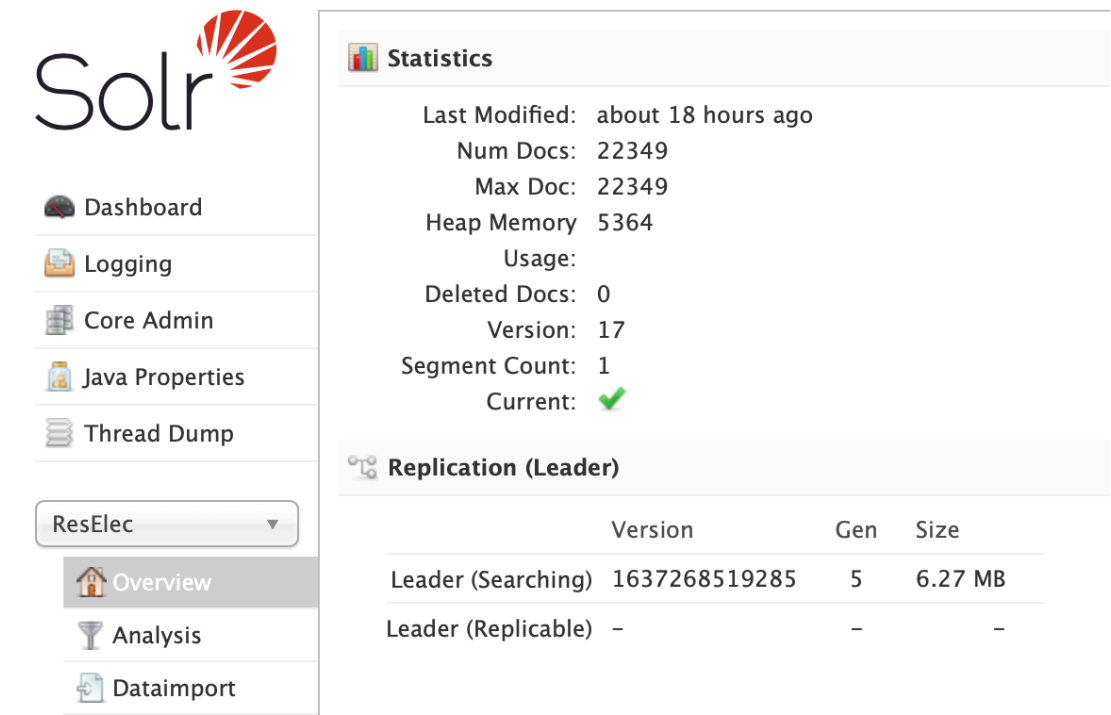 Solr
Dashboard
Logging
Core Admin
Java Properties
Thread Dump
ResElec
Overview
Analysis
Dataimport
Statistics
Last Modified: about 18 hours ago
Num Docs: 22349
Max Doc: 22349
Heap Memory 5364
Usage:
Deleted Docs: 0
Version: 17
Segment Count: 1
Current:
Replication (Leader)
Version Gen Size
Leader (Searching) 1637268519285 5 6.27 MB
Leader (Replicable) – – –